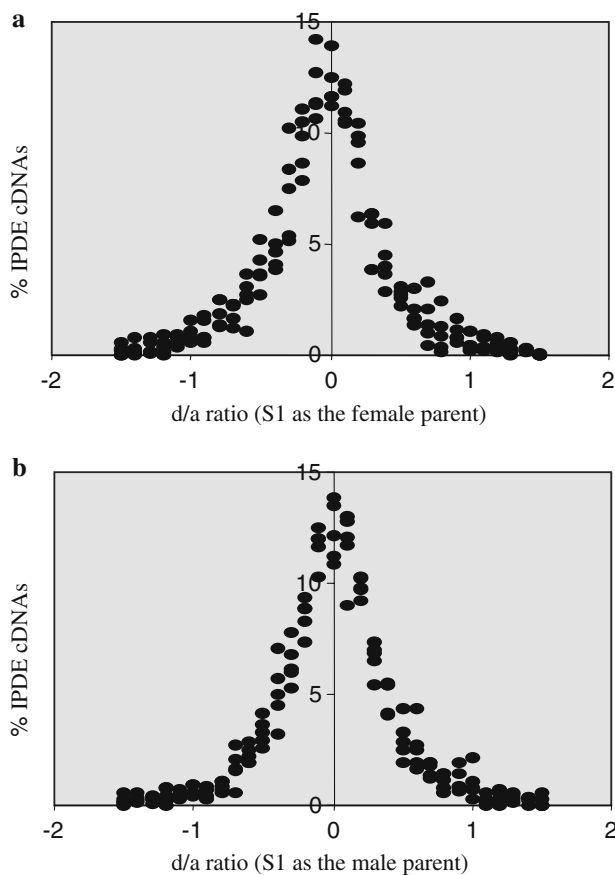 a
15
10
5
0
% IPDE cDNAs
-2 -1 0 1 2
d/a ratio (S1 as the female parent)
b
15
10
5
0
% IPDE cDNAs
-2 -1 0 1 2
d/a ratio (S1 as the male parent)